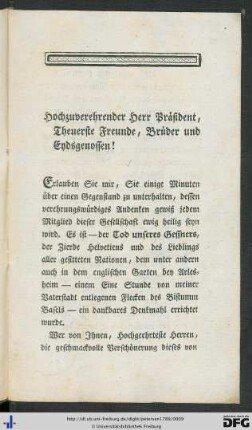 Hochzuverehrender Herr Präsident,
Theuerste Freunde, Brüder und
Eydsgenossen!
Erlauben Sie mir, Sie einige Minuten
über einen Gegenstand zu unterhalten, dessen
verehrungswürdiges Andenken gewiß jedem
Mitglied dieser Gesellschaft ewig heilig seyn
wird. Es ist — der Tod unseres Gessners,
der Zierde Helvetiens und des Lieblings
aller gesitteten Nationen, dem unter andern
auch in dem englischen Garten bey Arles-
heim — einem Eine Stunde von meiner
Vaterstadt entlegenen Flecken des Bistums
Basels — ein dankbares Denkmahl errichtet
wurde.
Wer von Ihnen, Hochgeehrteste Herren,
die geschmackvolle Verschönerung dieses von
© Universitätsbibliothek Freiburg